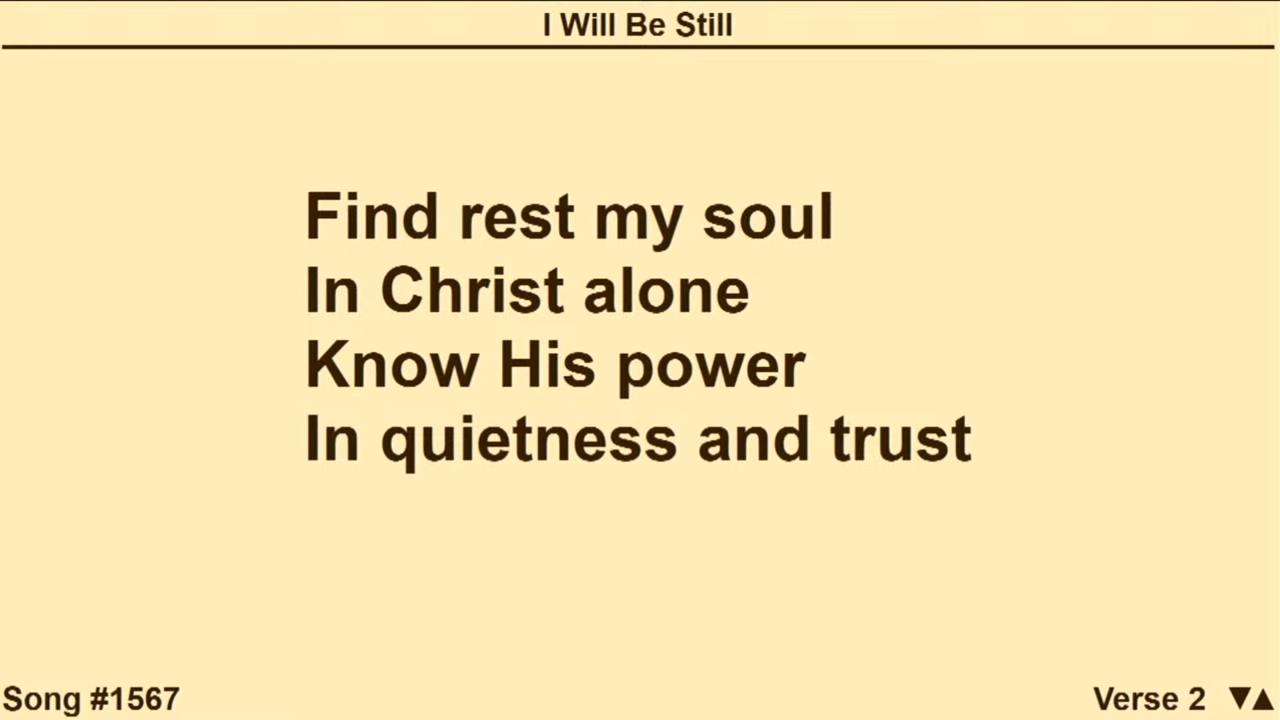 I Will Be Still
Find rest my soul
In Christ alone
Know His power
In quietness and trust
Song #1567
Verse 2 ▼▲